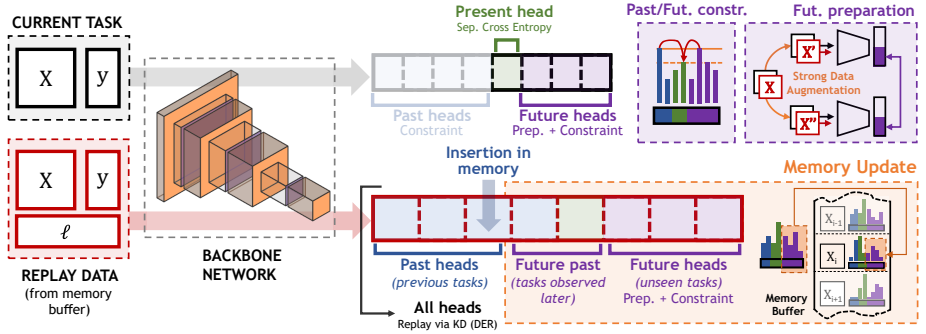 CURRENT TASK
X
y
X
y
ℓ
REPLAY DATA
(from memory
buffer)
BACKBONE
NETWORK
Present head
Sep. Cross Entropy
Past heads
Constraint
Future heads
Prep. + Constraint
Past/Fut. constr.
Fut. preparation
X
X'
X''
Strong Data
Augmentation
Insertion in
memory
Memory Update
Past heads
(previous tasks)
Future past
(tasks observed
later)
Future heads
(unseen tasks)
Prep. + Constraint
All heads
Replay via KD (DER)
Memory
Buffer
Xi-1
Xi
Xi+1